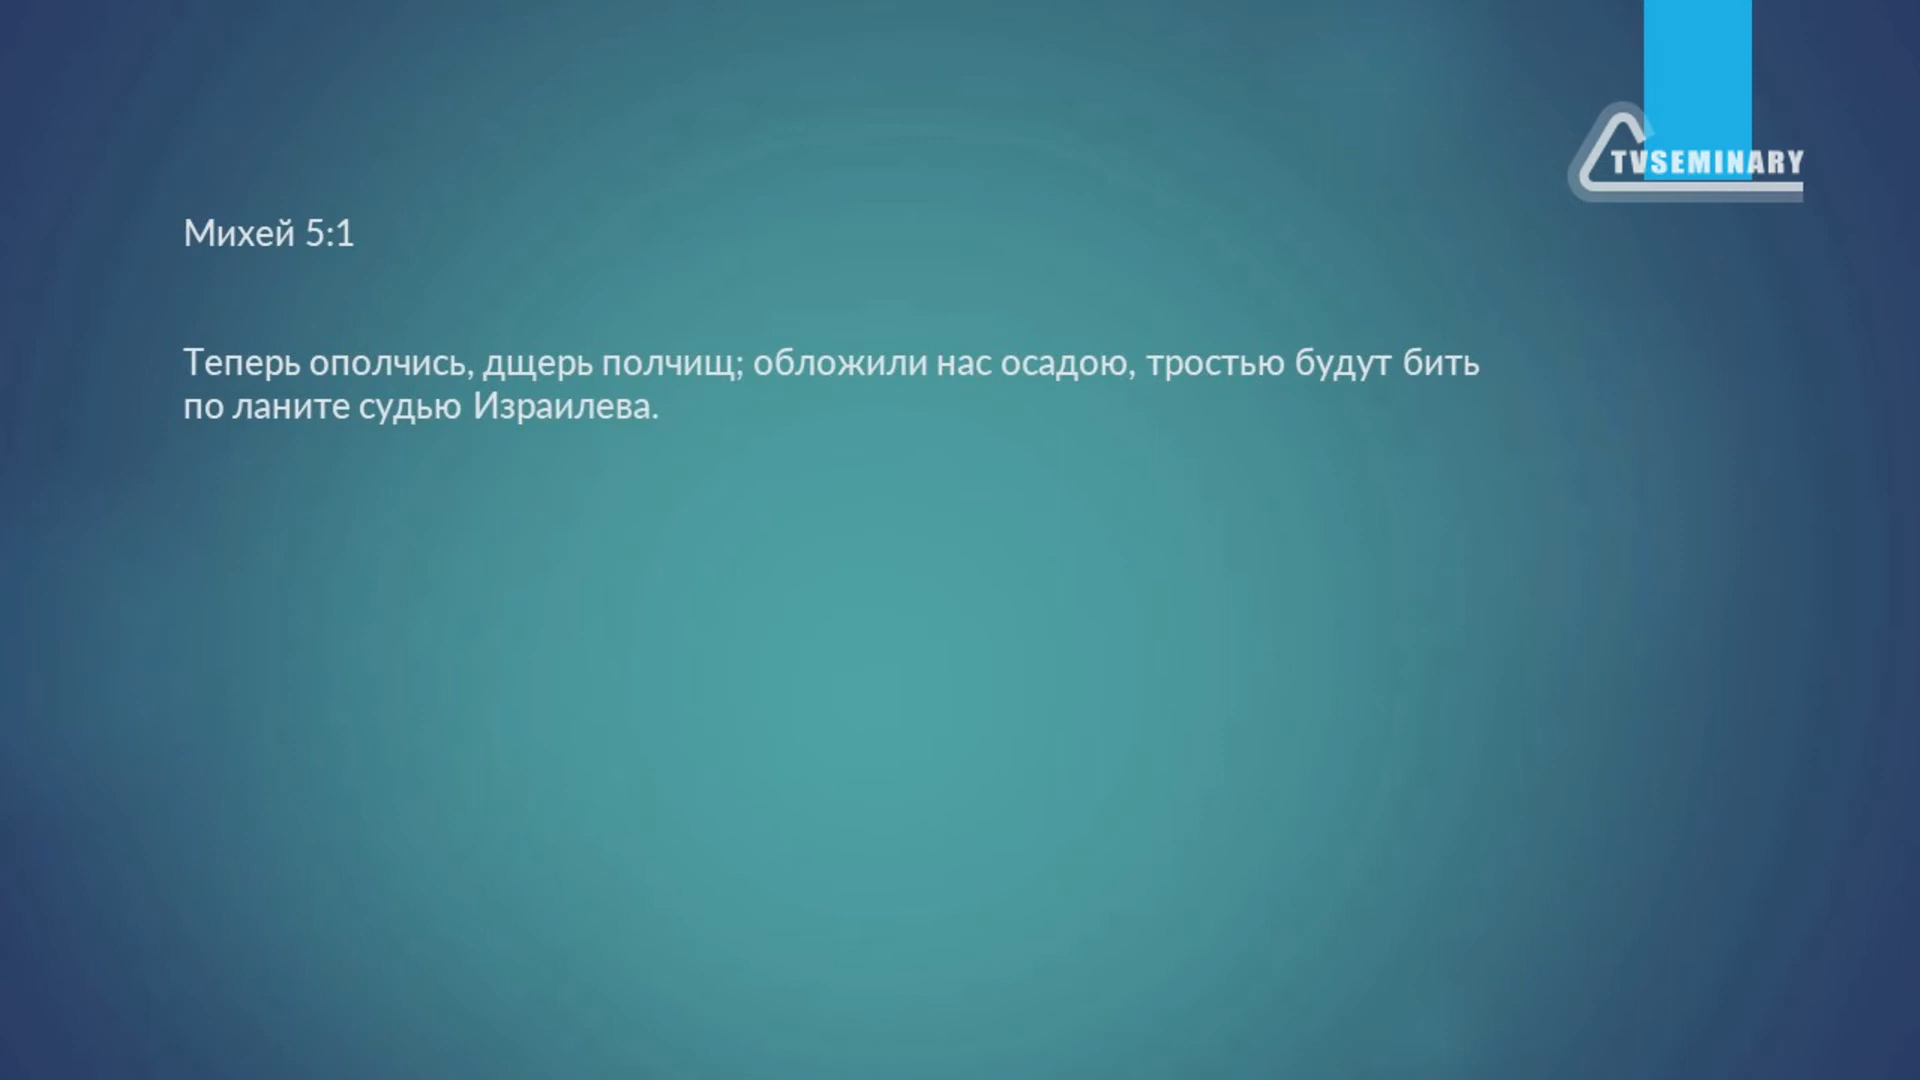 TVSEMINARY
Михей 5:1
Теперь ополчись, дщерь полчищ; обложили нас осадою, тростью будут бить
по ланите судью Израилева.